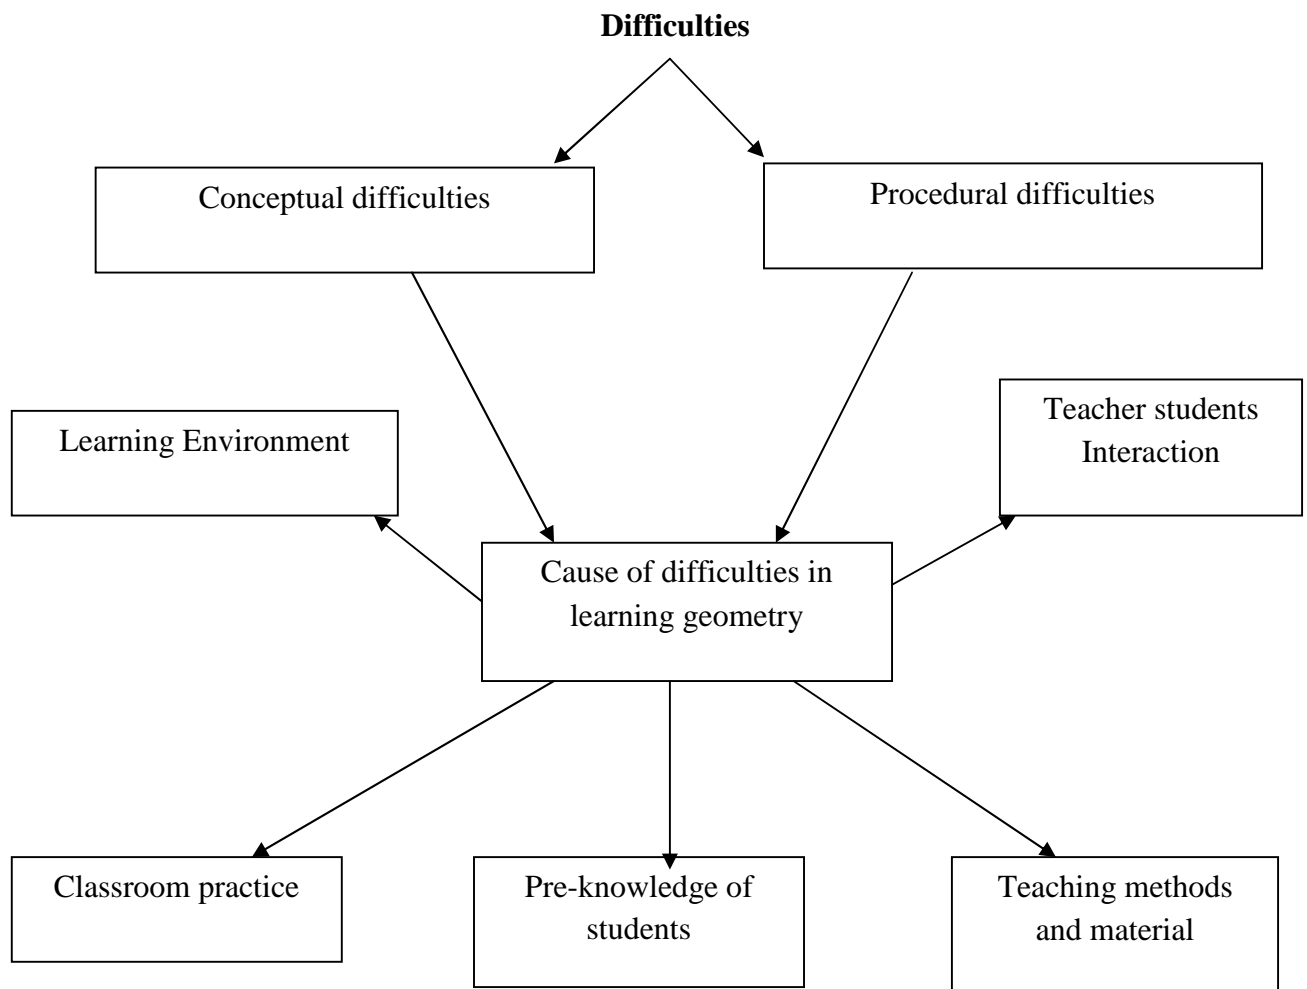 Difficulties
Conceptual difficulties
Procedural difficulties
Learning Environment
Teacher students
Interaction
Cause of difficulties in
learning geometry
Classroom practice
Pre-knowledge of
students
Teaching methods
and material